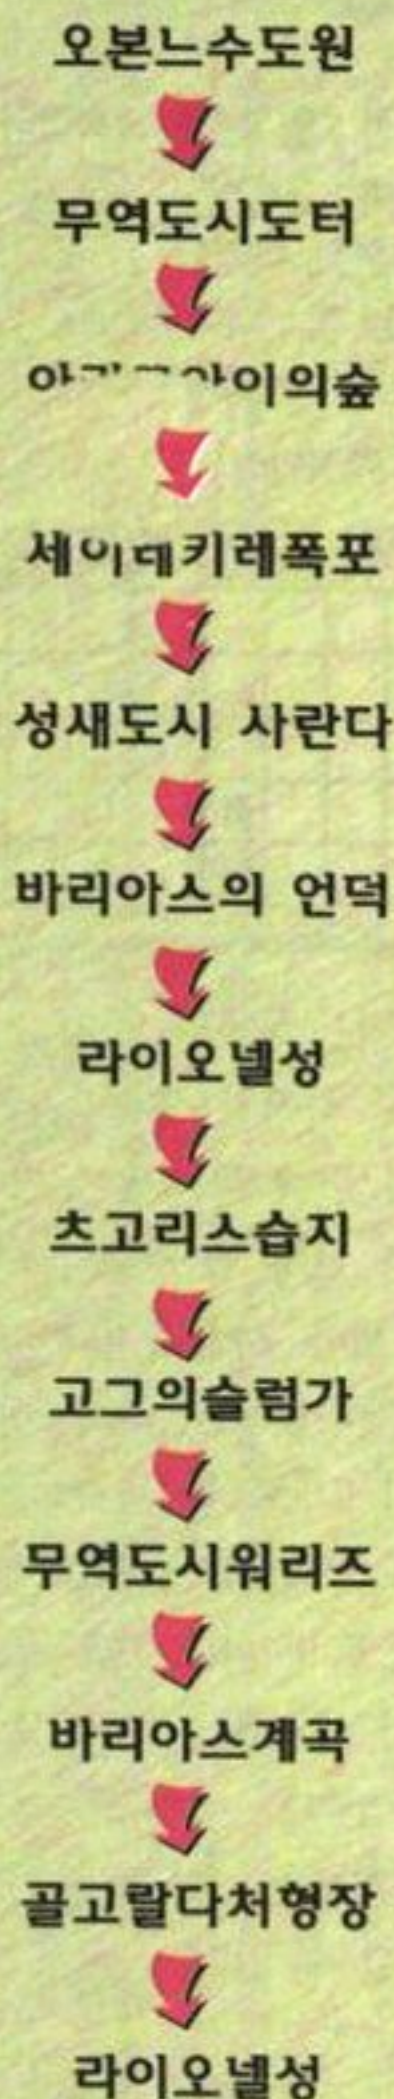 오본느수도원
무역도시도터
세이데키레폭포
성새도시 사란다
바리아스의 언덕
라이오넬성
츠고리스습지
고그의슬럼가
무역도시워리즈
바리아스계곡
골고랄다처형장
라이오넬성